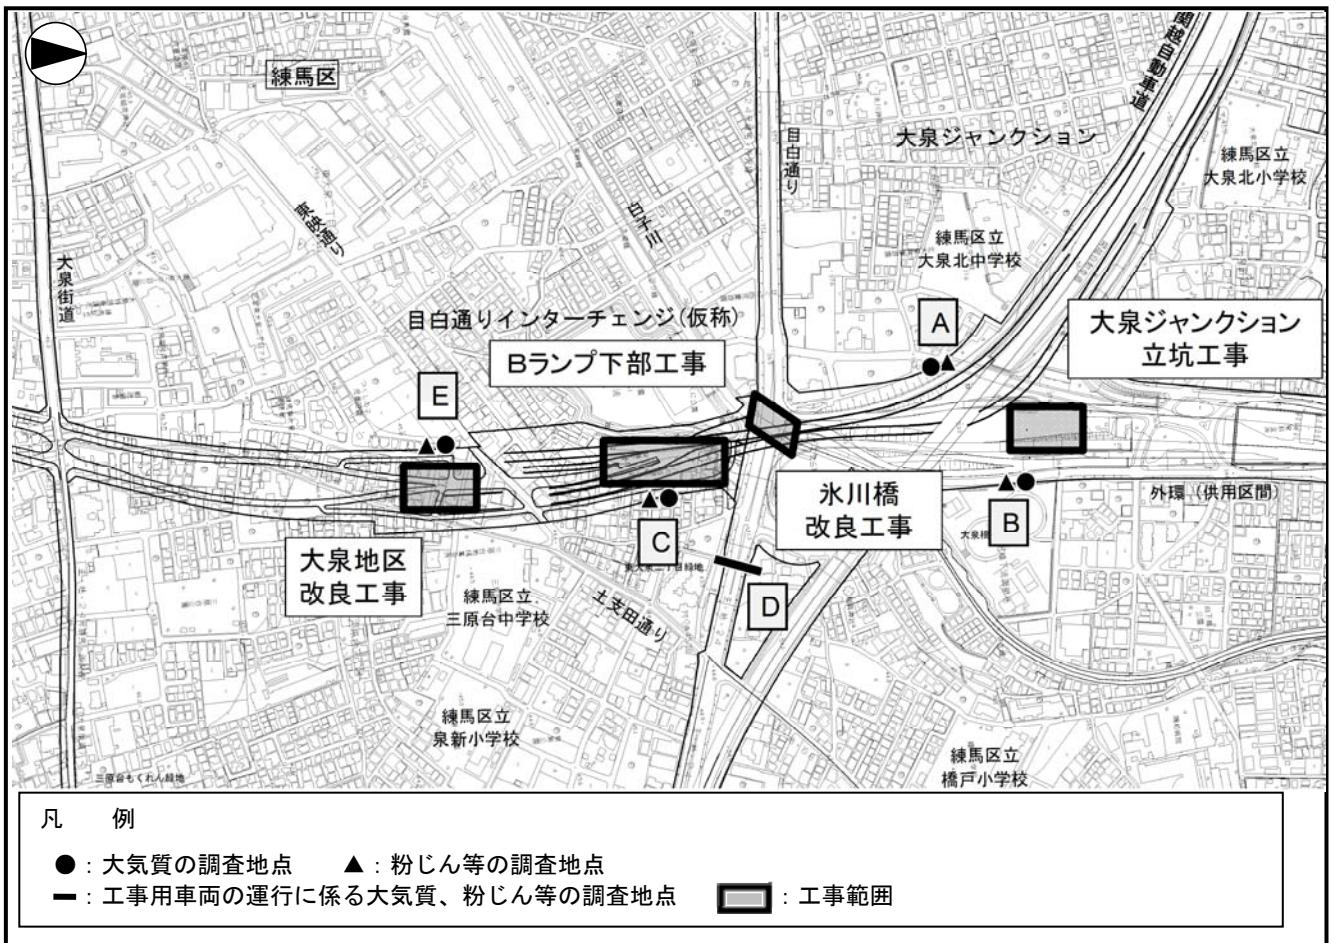 練馬区
関越自動車道
大泉ジャンクション
練馬区立
大泉北小学校
目白通り
東映通り
白子川
練馬区立
大泉北中学校
大泉街道
目白通りインターチェンジ(仮称)
A
大泉ジャンクション
立坑工事
Bランプ下部工事
E
氷川橋
改良工事
外環(供用区間)
B
C
大泉地区
改良工事
D
練馬区立
三原台中学校
土支田通り
練馬区立
泉新小学校
練馬区立
橋戸小学校
三原台もくれん緑地
凡 例
●:大気質の調査地点 ▲:粉じん等の調査地点
━:工事用車両の運行に係る大気質、粉じん等の調査地点 :工事範囲